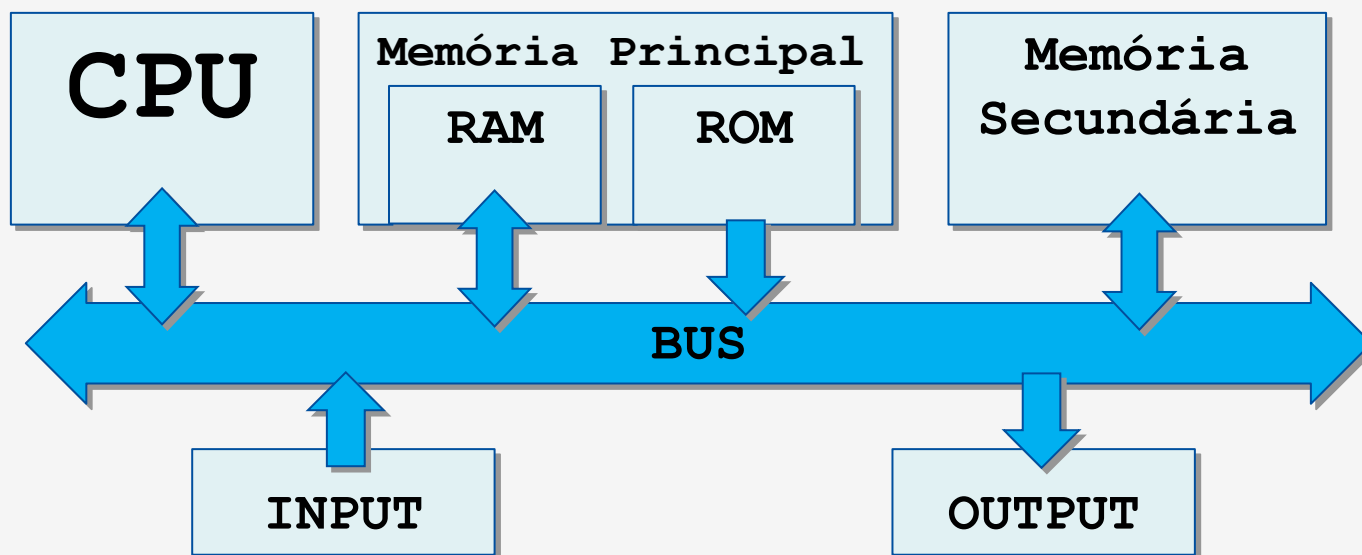 CPU
Memória Principal
RAM
ROM
Memória
Secundária
BUS
INPUT
OUTPUT